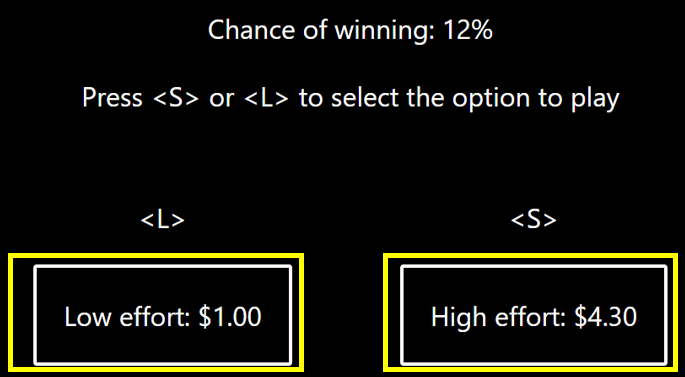 Chance of winning: 12%
Press <S> or <L> to select the option to play
<L> <S>
Low effort: $1.00 High effort: $4.30